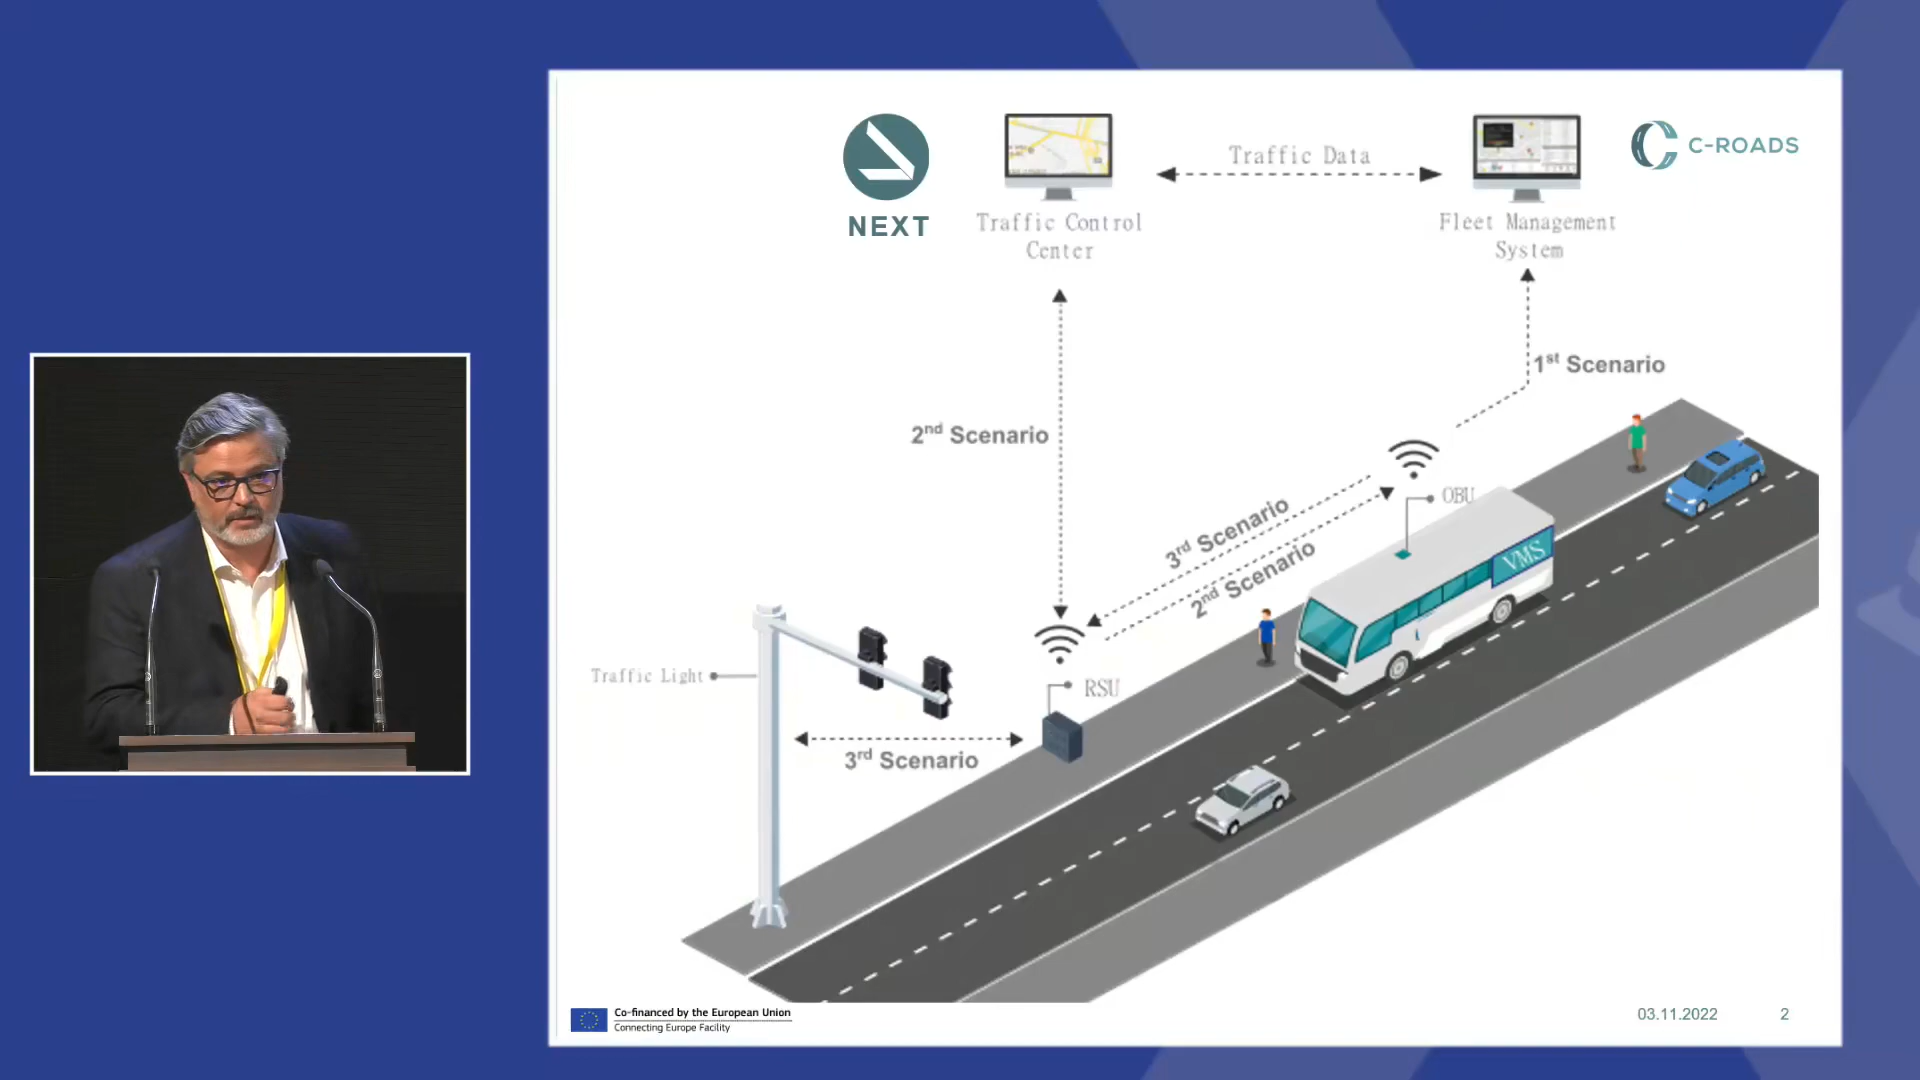 NEXT
Traffic Control
Center
Traffic Data
Fleet Management
System
C-ROADS
1st Scenario
2nd Scenario
3rd Scenario
2nd Scenario
OBU
VMS
Traffic Light
RSU
3rd Scenario
Co-financed by the European Union
Connecting Europe Facility
03.11.2022
2